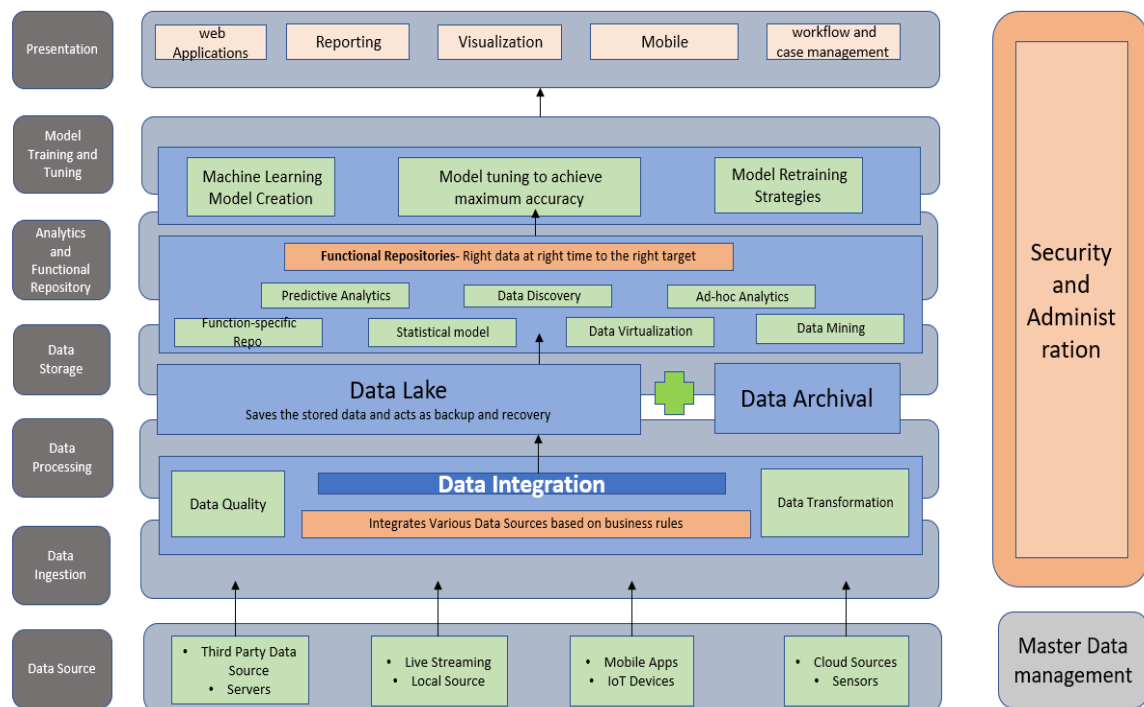 Presentation
web
Applications
Reporting
Visualization
Mobile
workflow and
case management
Model
Training and
Tuning
Machine Learning
Model Creation
Model tuning to achieve
maximum accuracy
Model Retraining
Strategies
Analytics
and
Functional
Repository
Functional Repositories- Right data at right time to the right target
Predictive Analytics
Data Discovery
Ad-hoc Analytics
Function-specific
Repo
Statistical model
Data Virtualization
Data Mining
Data
Storage
Data Lake
Saves the stored data and acts as backup and recovery
Data Archival
Data
Processing
Data Quality
Data Integration
Integrates Various Data Sources based on business rules
Data Transformation
Data
Ingestion
Data Source
• Third Party Data
Source
• Servers
• Live Streaming
• Local Source
• Mobile Apps
• IoT Devices
• Cloud Sources
• Sensors
Security
and
Administ
ration
Master Data
management